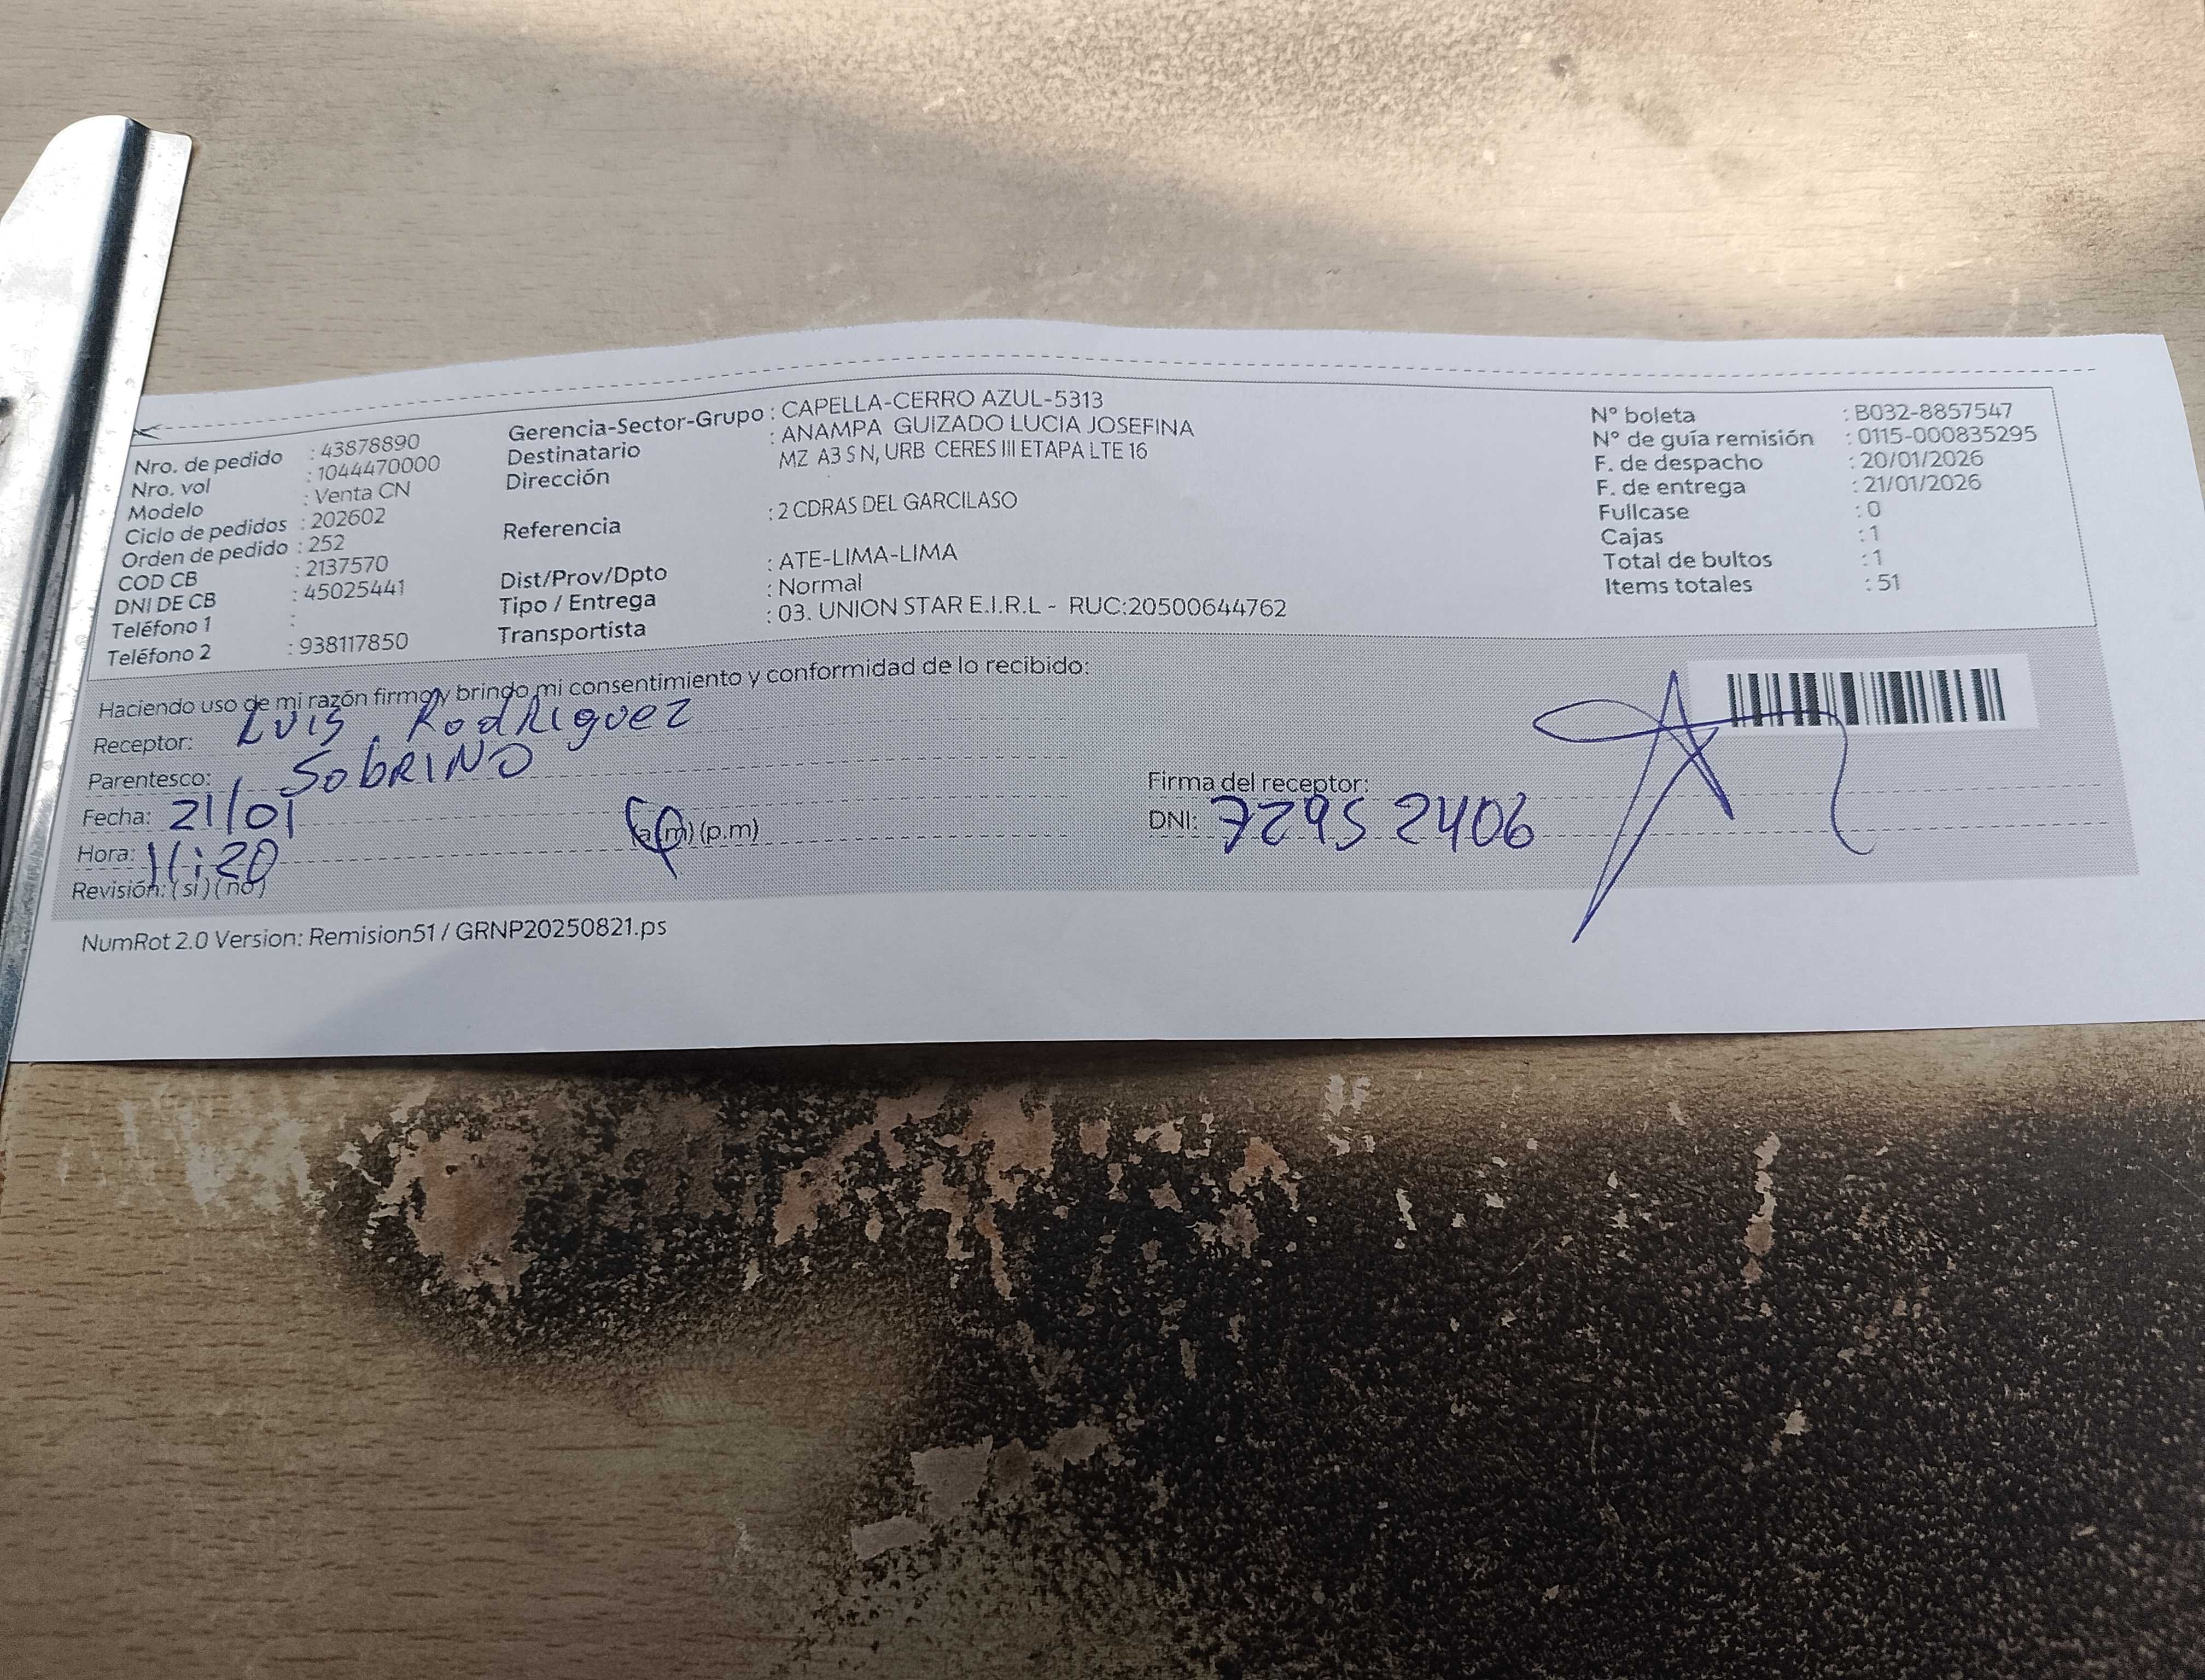 Nro. de pedido : 43878890
Nro. vol : 1044470000
Modelo : Venta CN
Ciclo de pedidos : 202602
Orden de pedido : 252
COD CB : 2137570
DNI DE CB : 45025441
Teléfono 1 :
Teléfono 2 : 938117850
Gerencia-Sector-Grupo : CAPELLA-CERRO AZUL-5313
Destinatario : ANAMPA GUIZADO LUCIA JOSEFINA
Dirección MZ A3 S N, URB CERES III ETAPA LTE 16
Referencia : 2 CDRAS DEL GARCILASO
Dist/Prov/Dpto : ATE-LIMA-LIMA
Tipo / Entrega : Normal
Transportista : 03. UNION STAR E.I.R.L - RUC:20500644762
N° boleta : B032-8857547
N° de guía remisión : 0115-000835295
F. de despacho : 20/01/2026
F. de entrega : 21/01/2026
Fullcase : 0
Cajas : 1
Total de bultos : 1
Items totales : 51
Haciendo uso de mi razón firmo y brindo mi consentimiento y conformidad de lo recibido:
Receptor: Luis Rodriguez
Parentesco: SobRINO
Fecha: 21/01
Hora: 11:20 (a.m) (p.m)
Revisión: (si) (no)
Firma del receptor:
DNI: 72952406
NumRot 2.0 Version: Remision51 / GRNP20250821.ps